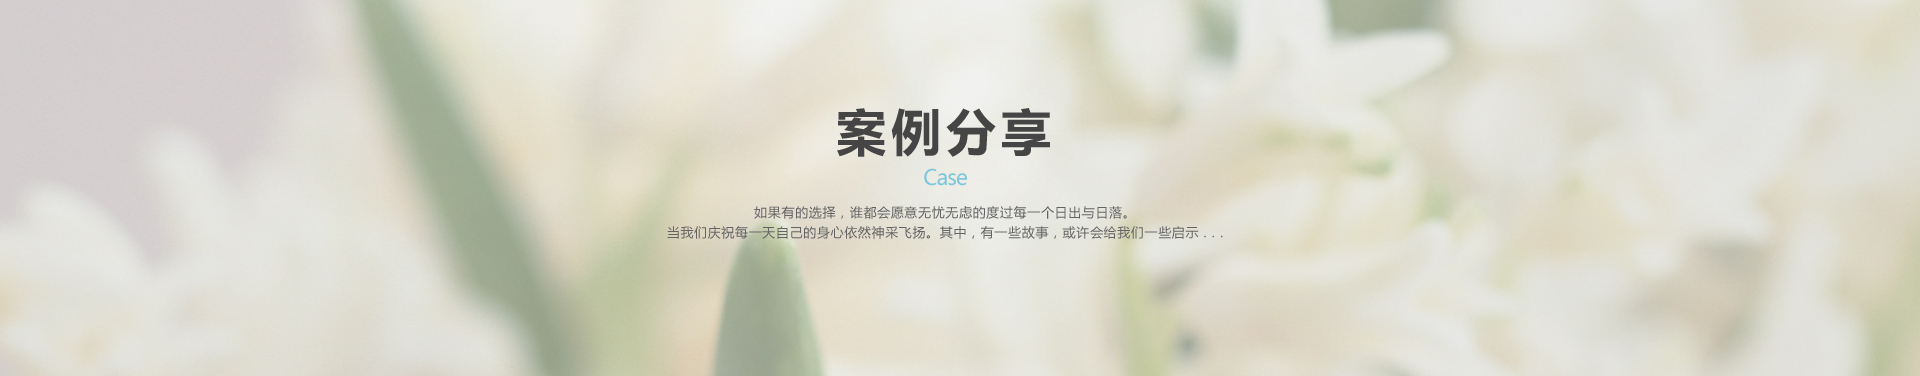 案例分享
Case
如果有的选择，谁都会愿意无忧无虑的度过每一个日出与日落。
当我们庆祝每一天自己的身心依然神采飞扬。其中，有一些故事，或许会给我们一些启示 . . .